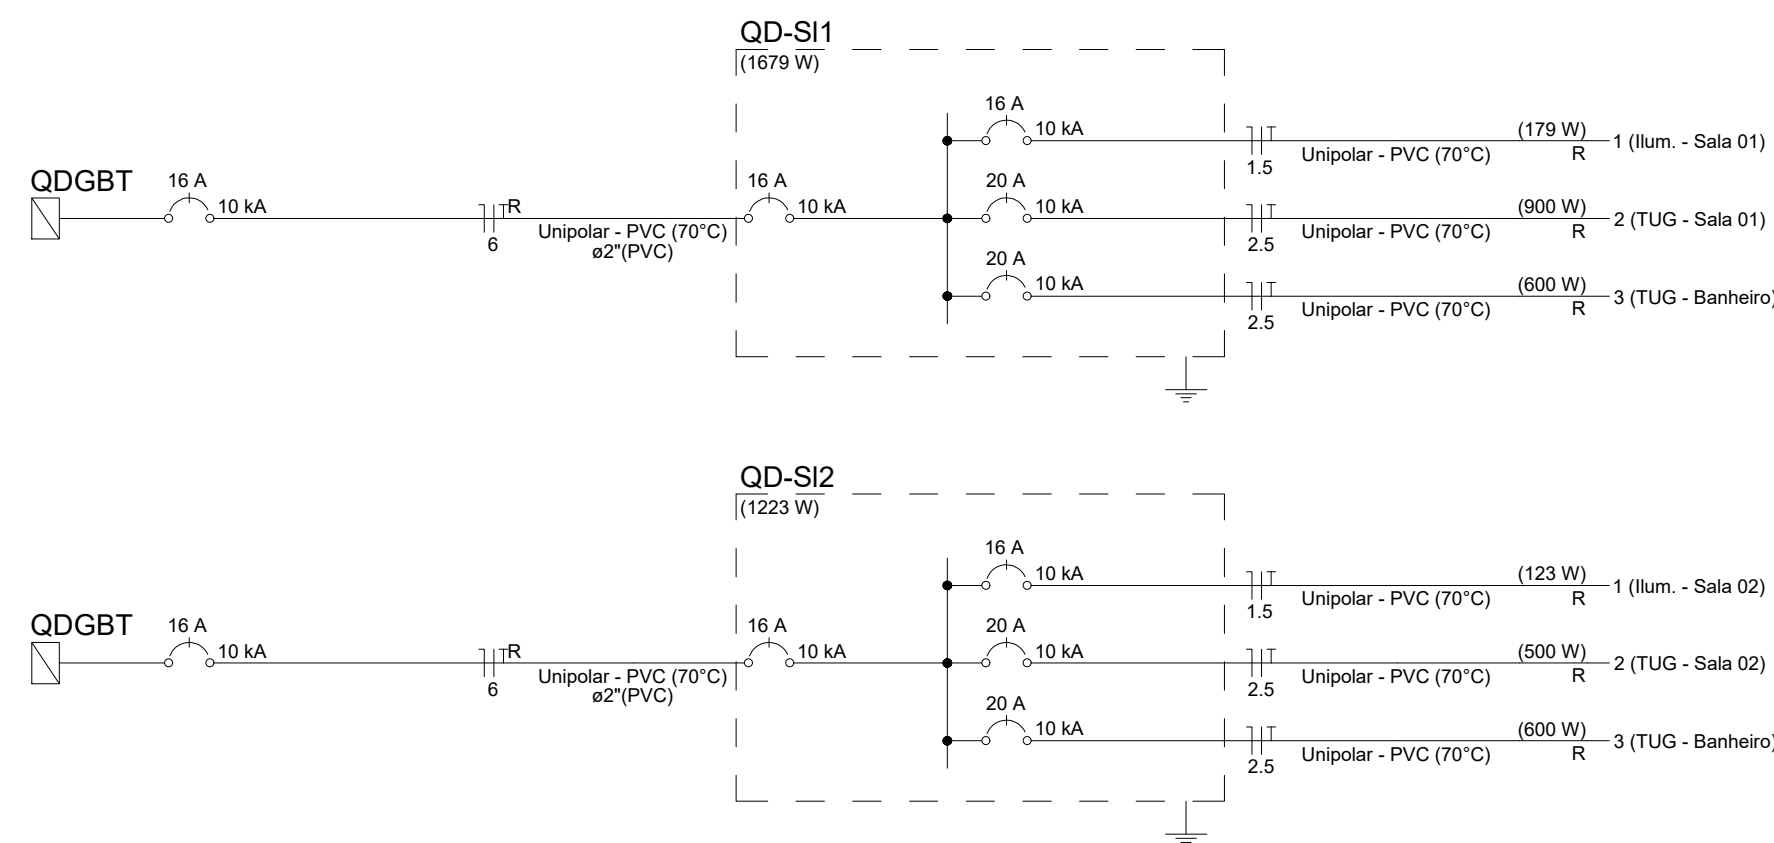 QD-SI1
(1679 W)
16 A
10 kA
(179 W)
1 (Ilum. - Sala 01)
1.5
Unipolar - PVC (70°C)
R
QDGBT
16 A
10 kA
R
6
Unipolar - PVC (70°C)
ø2"(PVC)
16 A
10 kA
20 A
10 kA
(900 W)
2 (TUG - Sala 01)
2.5
Unipolar - PVC (70°C)
R
20 A
10 kA
(600 W)
3 (TUG - Banheiro)
2.5
Unipolar - PVC (70°C)
R
QD-SI2
(1223 W)
16 A
10 kA
(123 W)
1 (Ilum. - Sala 02)
1.5
Unipolar - PVC (70°C)
R
QDGBT
16 A
10 kA
R
6
Unipolar - PVC (70°C)
ø2"(PVC)
16 A
10 kA
20 A
10 kA
(500 W)
2 (TUG - Sala 02)
2.5
Unipolar - PVC (70°C)
R
20 A
10 kA
(600 W)
3 (TUG - Banheiro)
2.5
Unipolar - PVC (70°C)
R